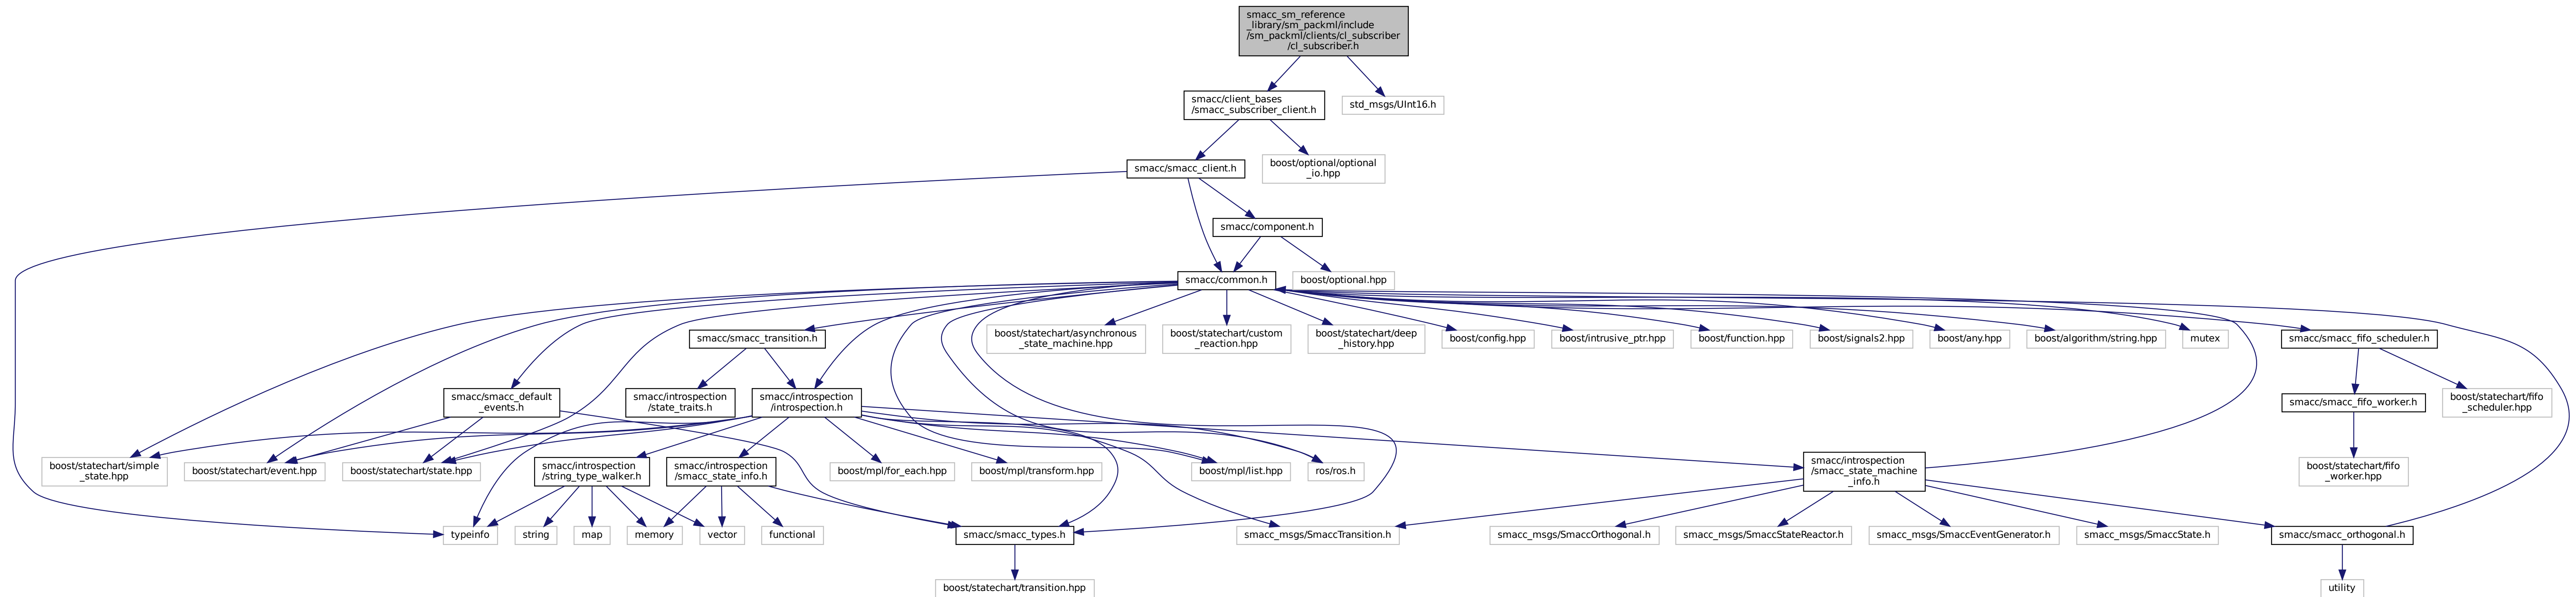 smacc_sm_reference
_library/sm_packml/include
/sm_packml/clients/cl_subscriber
/cl_subscriber.h
smacc/client_bases
/smacc_subscriber_client.h
std_msgs/UInt16.h
smacc/smacc_client.h
boost/optional/optional
_io.hpp
smacc/component.h
smacc/common.h
boost/optional.hpp
smacc/smacc_transition.h
boost/statechart/asynchronous
_state_machine.hpp
boost/statechart/custom
_reaction.hpp
boost/statechart/deep
_history.hpp
boost/config.hpp
boost/intrusive_ptr.hpp
boost/function.hpp
boost/signals2.hpp
boost/any.hpp
boost/algorithm/string.hpp
mutex
smacc/smacc_fifo_scheduler.h
smacc/smacc_default
_events.h
smacc/introspection
/state_traits.h
smacc/introspection
/introspection.h
smacc/smacc_fifo_worker.h
boost/statechart/fifo
_scheduler.hpp
boost/statechart/simple
_state.hpp
boost/statechart/event.hpp
boost/statechart/state.hpp
smacc/introspection
/string_type_walker.h
smacc/introspection
/smacc_state_info.h
boost/mpl/for_each.hpp
boost/mpl/transform.hpp
boost/mpl/list.hpp
ros/ros.h
smacc/introspection
/smacc_state_machine
_info.h
boost/statechart/fifo
_worker.hpp
typeinfo
string
map
memory
vector
functional
smacc/smacc_types.h
smacc_msgs/SmaccTransition.h
smacc_msgs/SmaccOrthogonal.h
smacc_msgs/SmaccStateReactor.h
smacc_msgs/SmaccEventGenerator.h
smacc_msgs/SmaccState.h
smacc/smacc_orthogonal.h
boost/statechart/transition.hpp
utility